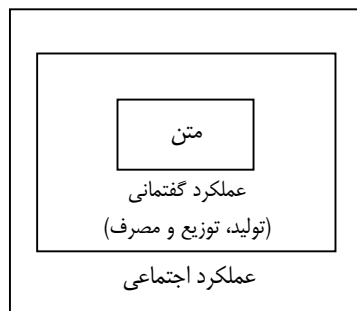 متن
عملکرد گفتمانی
(تولید، توزیع و مصرف)
عملکرد اجتماعی